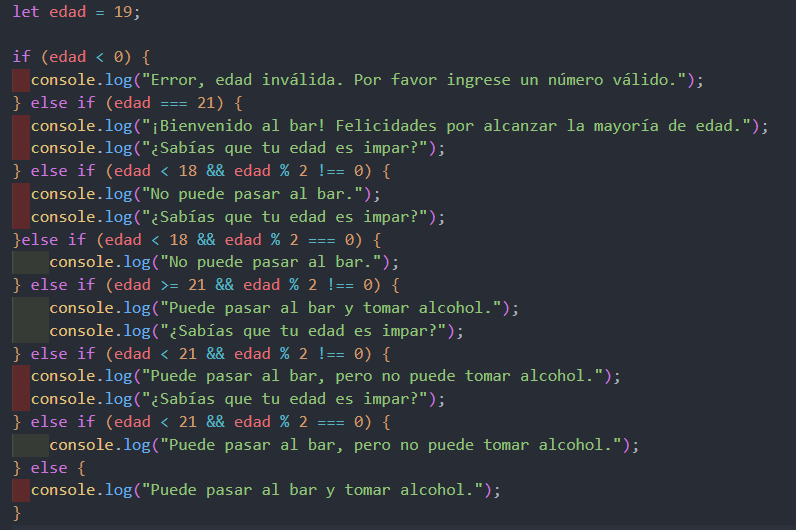 let edad = 19;

if (edad < 0) {
  console.log("Error, edad inválida. Por favor ingrese un número válido.");
} else if (edad === 21) {
  console.log("¡Bienvenido al bar! Felicidades por alcanzar la mayoría de edad.");
  console.log("¿Sabías que tu edad es impar?");
} else if (edad < 18 && edad % 2 !== 0) {
  console.log("No puede pasar al bar.");
  console.log("¿Sabías que tu edad es impar?");
}else if (edad < 18 && edad % 2 === 0) {
    console.log("No puede pasar al bar.");
} else if (edad >= 21 && edad % 2 !== 0) {
    console.log("Puede pasar al bar y tomar alcohol.");
    console.log("¿Sabías que tu edad es impar?");
} else if (edad < 21 && edad % 2 !== 0) {
  console.log("Puede pasar al bar, pero no puede tomar alcohol.");
  console.log("¿Sabías que tu edad es impar?");
} else if (edad < 21 && edad % 2 === 0) {
    console.log("Puede pasar al bar, pero no puede tomar alcohol.");
} else {
  console.log("Puede pasar al bar y tomar alcohol.");
}